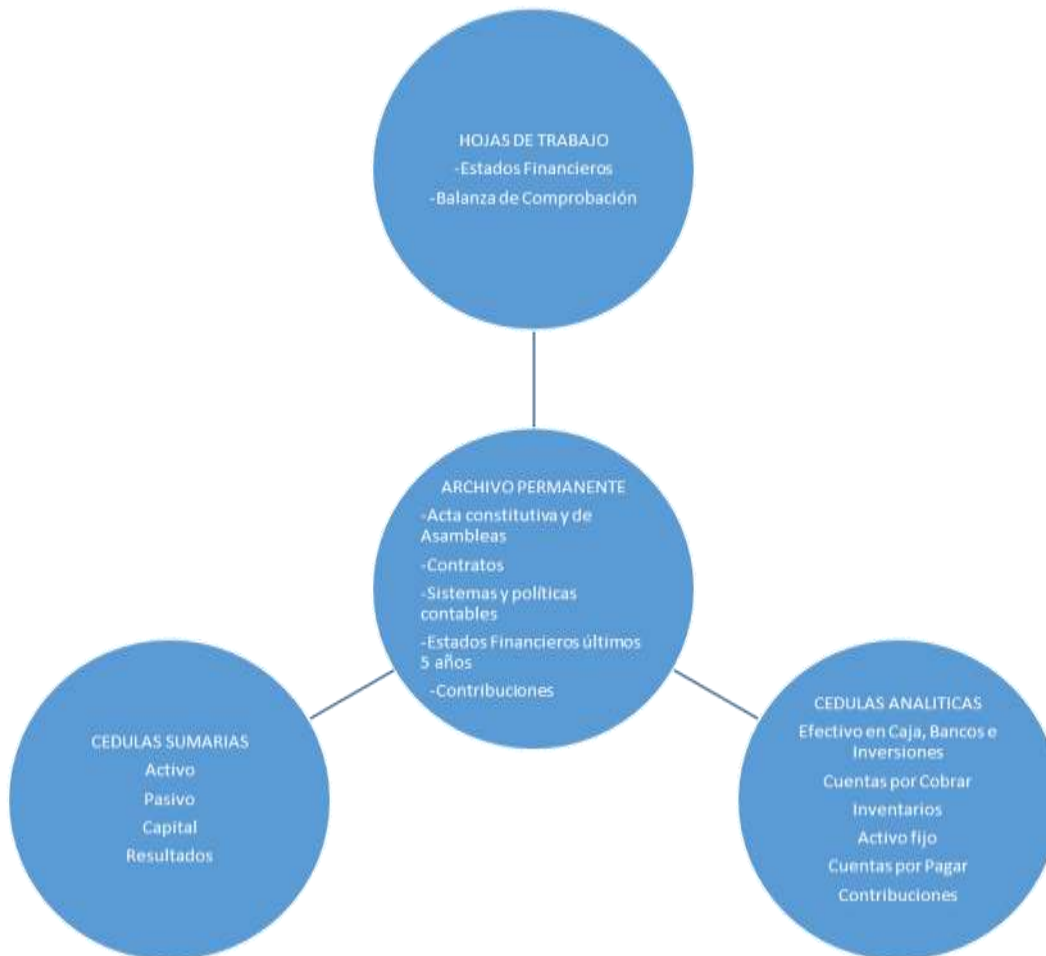 HOJAS DE TRABAJO
-Estados Financieros
-Balanza de Comprobación
ARCHIVO PERMANENTE
-Acta constitutiva y de
Asambleas
-Contratos
-Sistemas y políticas
contables
-Estados Financieros últimos
5 años
-Contribuciones
CEDULAS SUMARIAS
Activo
Pasivo
Capital
Resultados
CEDULAS ANALITICAS
Efectivo en Caja, Bancos e
Inversiones
Cuentas por Cobrar
Inventarios
Activo fijo
Cuentas por Pagar
Contribuciones